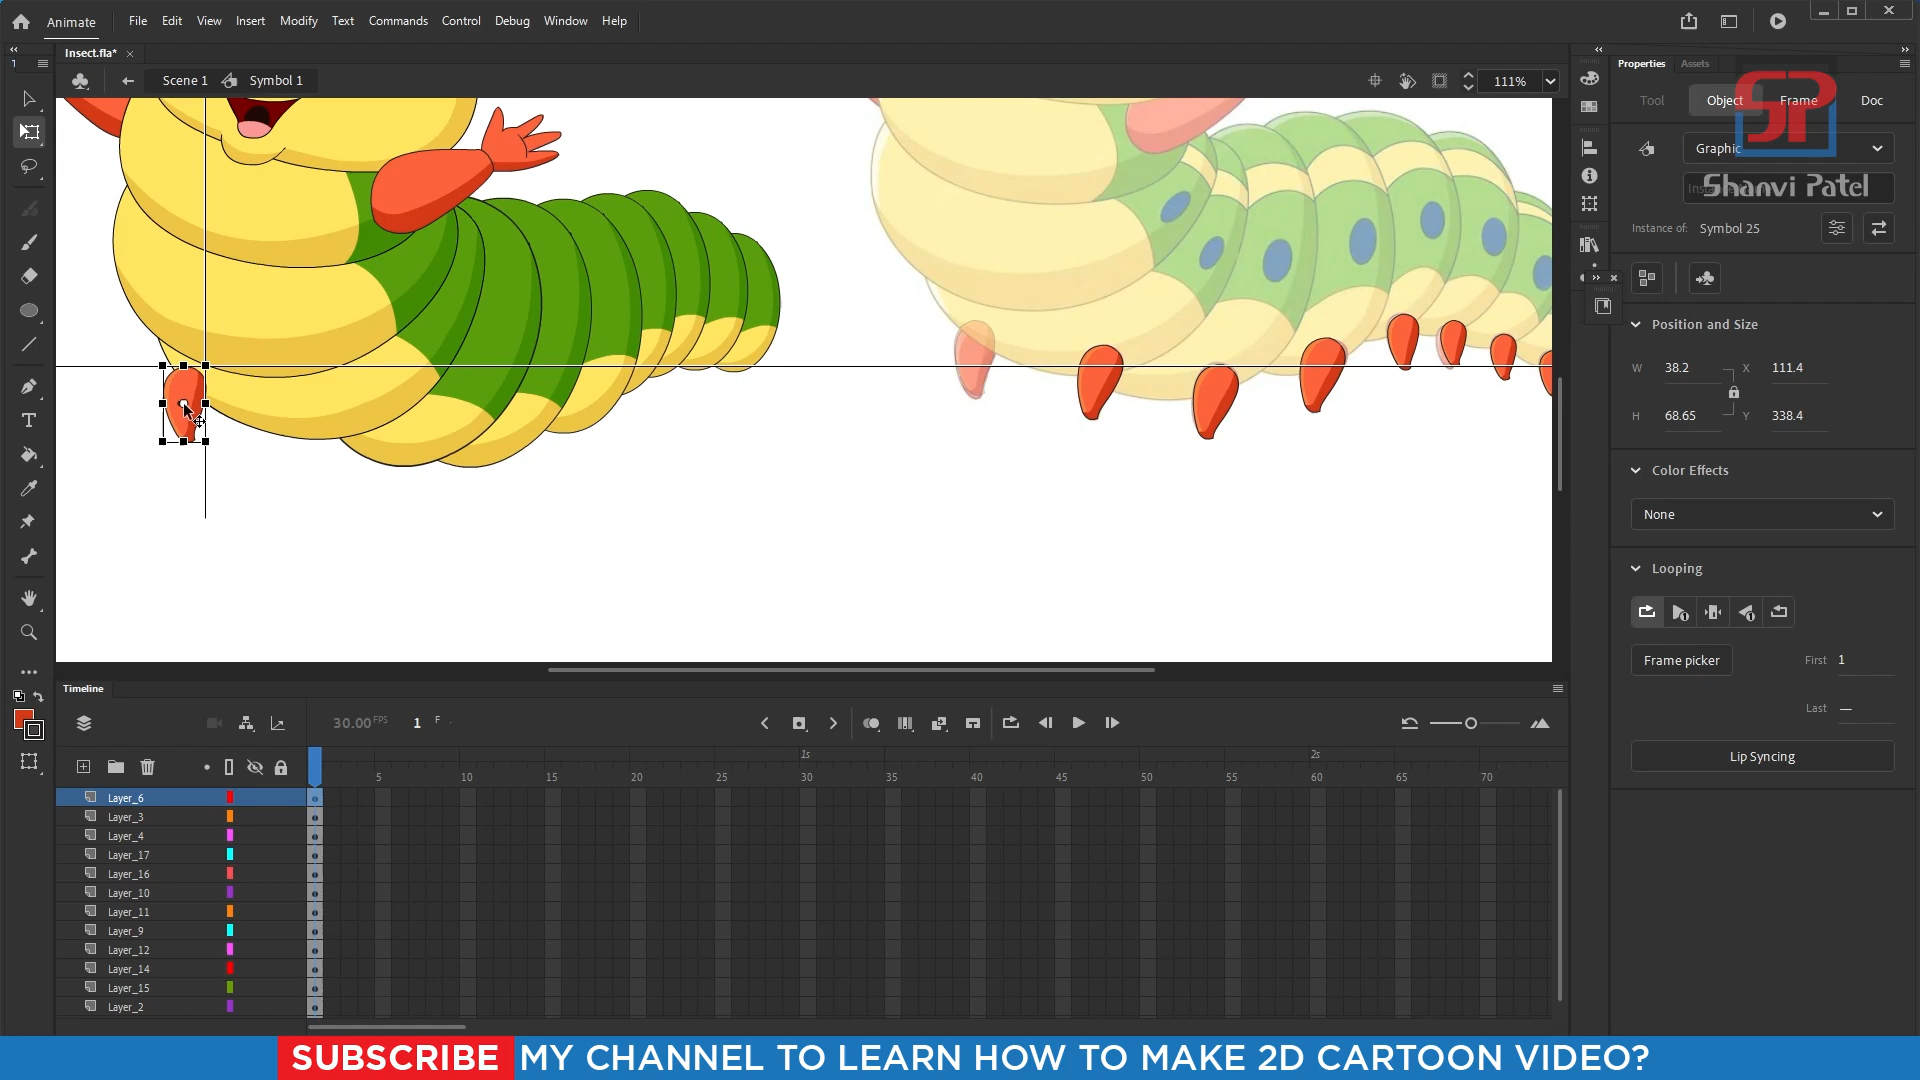 Animate File Edit View Insert Modify Text Commands Control Debug Window Help
Insect.fla* ×
Scene 1 Symbol 1 111%
Properties Assets
Tool Object Frame Doc
SP
Graphic
Shanvi Patel
Instance of: Symbol 25
Position and Size
W 38.2 X 111.4
H 68.65 Y 338.4
Color Effects
None
Looping
Frame picker First 1
Last —
Lip Syncing
Timeline
30.00 FPS 1 F
1s 2s
5 10 15 20 25 30 35 40 45 50 55 60 65 70
Layer_6
Layer_3
Layer_4
Layer_17
Layer_16
Layer_10
Layer_11
Layer_9
Layer_12
Layer_14
Layer_15
Layer_2
SUBSCRIBE MY CHANNEL TO LEARN HOW TO MAKE 2D CARTOON VIDEO?